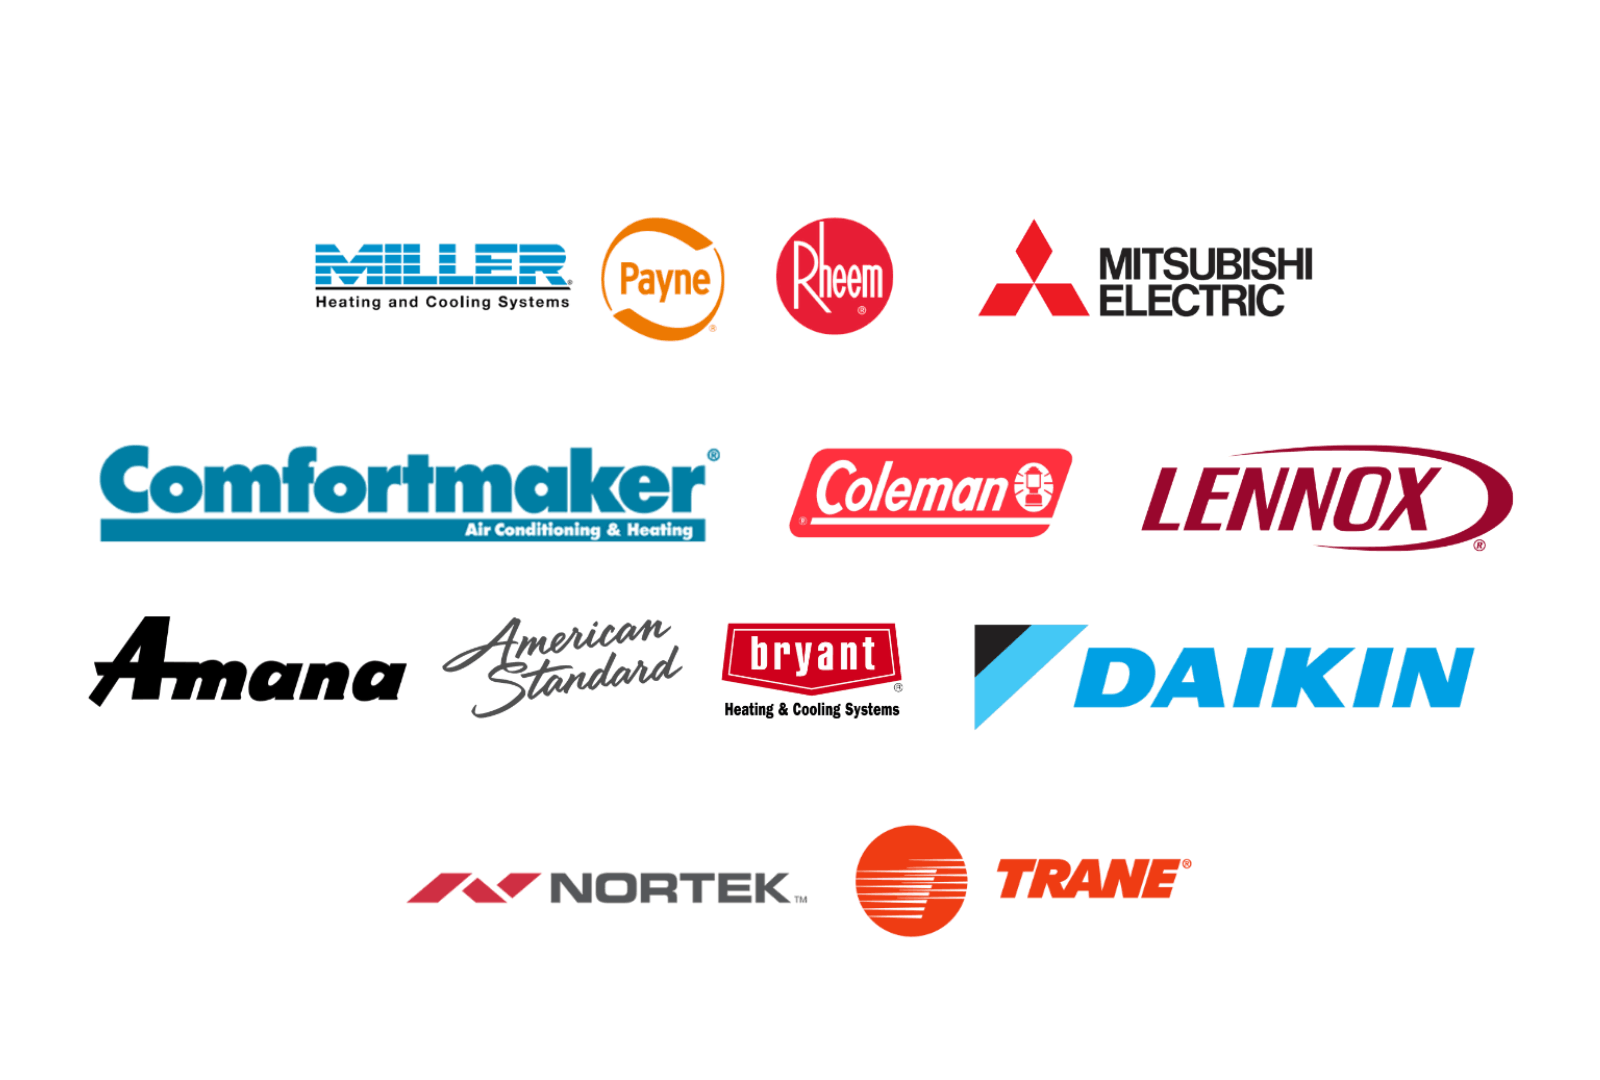 MILLER®
Heating and Cooling Systems
Payne®
Rheem®
MITSUBISHI
ELECTRIC
Comfortmaker®
Air Conditioning & Heating
Coleman®
LENNOX®
Amana
American
Standard
bryant®
Heating & Cooling Systems
DAIKIN
NORTEK™
TRANE®